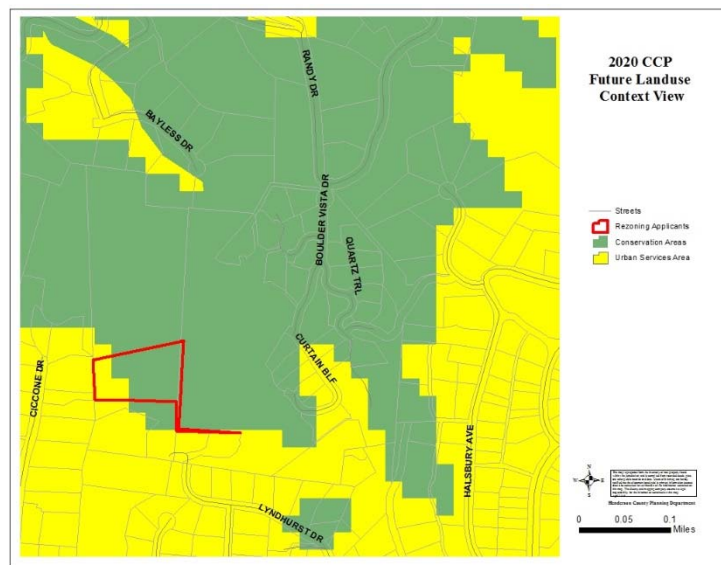 2020 CCP
Future Landuse
Context View
RANDY DR
BAYLESS DR
BOULDER VISTA DR
QUARTZ TRL
CURTAIN BLF
CICCONE DR
HALSBURY AVE
LYNDHURST DR
Streets
Rezoning Applicants
Conservation Areas
Urban Services Area
N
Henderson County Planning Department
0 0.05 0.1
Miles